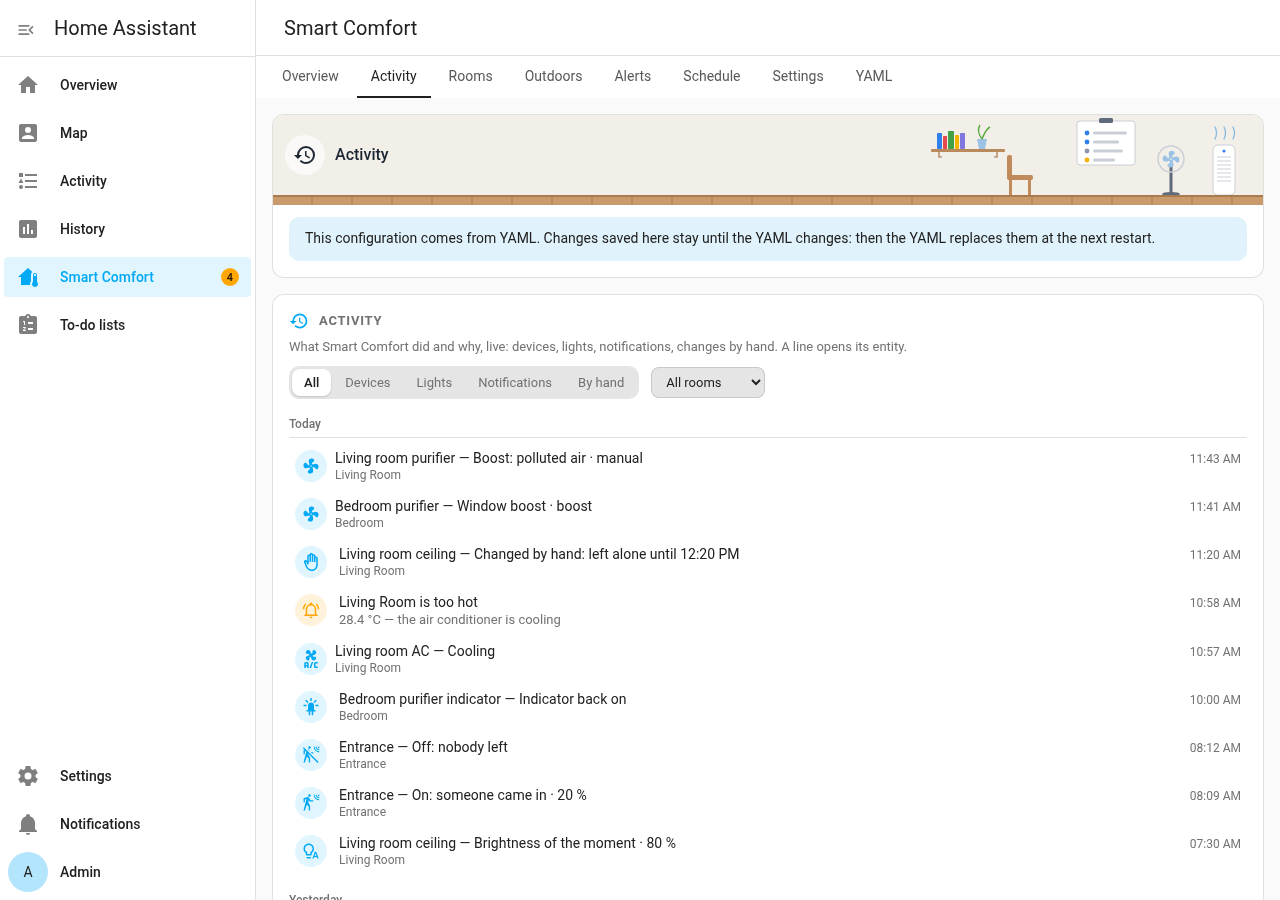 Home Assistant
Smart Comfort
Overview
Map
Activity
History
Smart Comfort
4
To-do lists
Settings
Notifications
A
Admin
Overview
Activity
Rooms
Outdoors
Alerts
Schedule
Settings
YAML
Activity
This configuration comes from YAML. Changes saved here stay until the YAML changes: then the YAML replaces them at the next restart.
ACTIVITY
What Smart Comfort did and why, live: devices, lights, notifications, changes by hand. A line opens its entity.
All
Devices
Lights
Notifications
By hand
All rooms
Today
Living room purifier — Boost: polluted air · manual
Living Room
11:43 AM
Bedroom purifier — Window boost · boost
Bedroom
11:41 AM
Living room ceiling — Changed by hand: left alone until 12:20 PM
Living Room
11:20 AM
Living Room is too hot
28.4 °C — the air conditioner is cooling
10:58 AM
A/C
Living room AC — Cooling
Living Room
10:57 AM
Bedroom purifier indicator — Indicator back on
Bedroom
10:00 AM
Entrance — Off: nobody left
Entrance
08:12 AM
Entrance — On: someone came in · 20 %
Entrance
08:09 AM
Living room ceiling — Brightness of the moment · 80 %
Living Room
07:30 AM
Yesterday